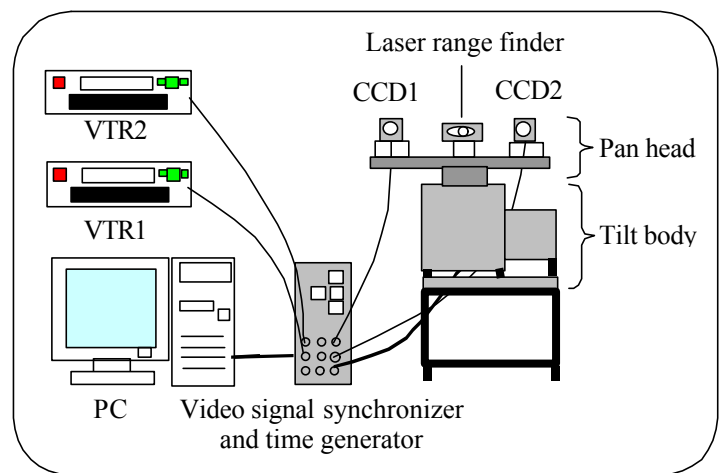 Laser range finder
CCD1
CCD2
VTR2
Pan head
VTR1
Tilt body
PC
Video signal synchronizer
and time generator